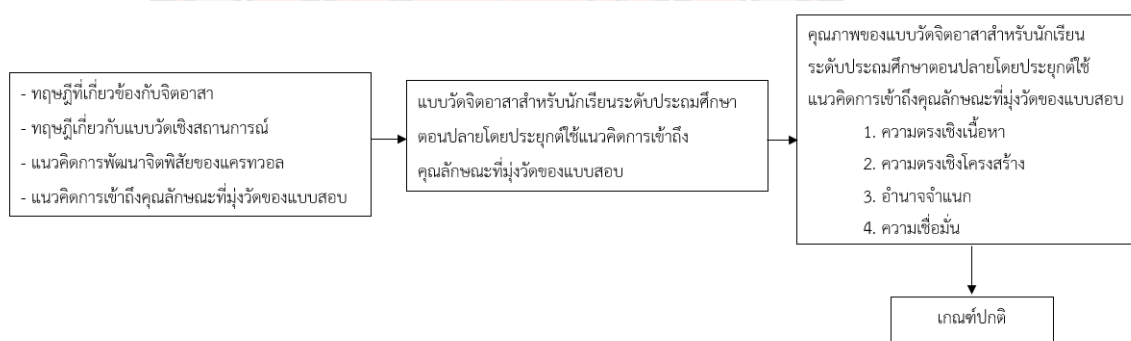 - ทฤษฎีที่เกี่ยวข้องกับจิตอาสา
- ทฤษฎีเกี่ยวกับแบบวัดเชิงสถานการณ์
- แนวคิดการพัฒนาจิตพิสัยของแครทวอล
- แนวคิดการเข้าถึงคุณลักษณะที่มุ่งวัดของแบบสอบ
แบบวัดจิตอาสาสำหรับนักเรียนระดับประถมศึกษา
ตอนปลายโดยประยุกต์ใช้แนวคิดการเข้าถึง
คุณลักษณะที่มุ่งวัดของแบบสอบ
คุณภาพของแบบวัดจิตอาสาสำหรับนักเรียน
ระดับประถมศึกษาตอนปลายโดยประยุกต์ใช้
แนวคิดการเข้าถึงคุณลักษณะที่มุ่งวัดของแบบสอบ
1. ความตรงเชิงเนื้อหา
2. ความตรงเชิงโครงสร้าง
3. อำนาจจำแนก
4. ความเชื่อมั่น
เกณฑ์ปกติ